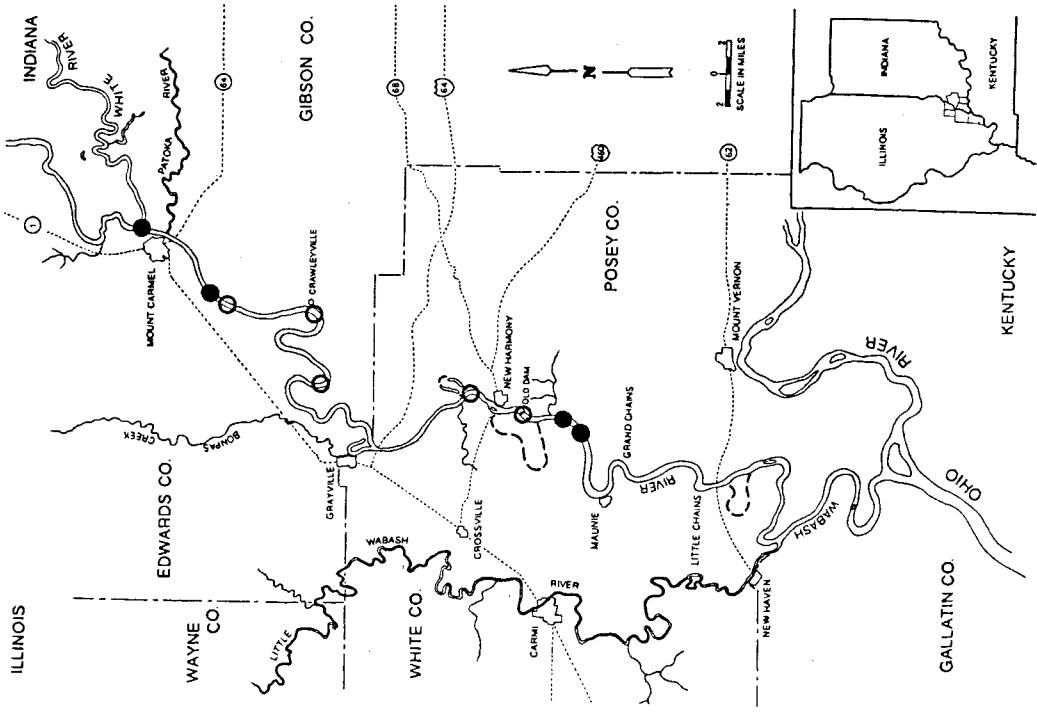 ILLINOIS
INDIANA
WHITE
RIVER
PATOKA
RIVER
1
64
MOUNT CARMEL
GIBSON CO.
CRAWLEYVILLE
EDWARDS CO.
BONPAS
CREEK
WAYNE
CO.
LITTLE
WABASH
RIVER
GRAYVILLE
68
64
WHITE CO.
CROSSVILLE
NEW HARMONY
OLD DAM
CARMI
MAUNIE
GRAND CHAINS
RIVER
POSEY CO.
LITTLE CHAINS
62
MOUNT VERNON
NEW HAVEN
WABASH
GALLATIN CO.
OHIO
RIVER
KENTUCKY
N
2 0 2
SCALE IN MILES
ILLINOIS
INDIANA
KENTUCKY